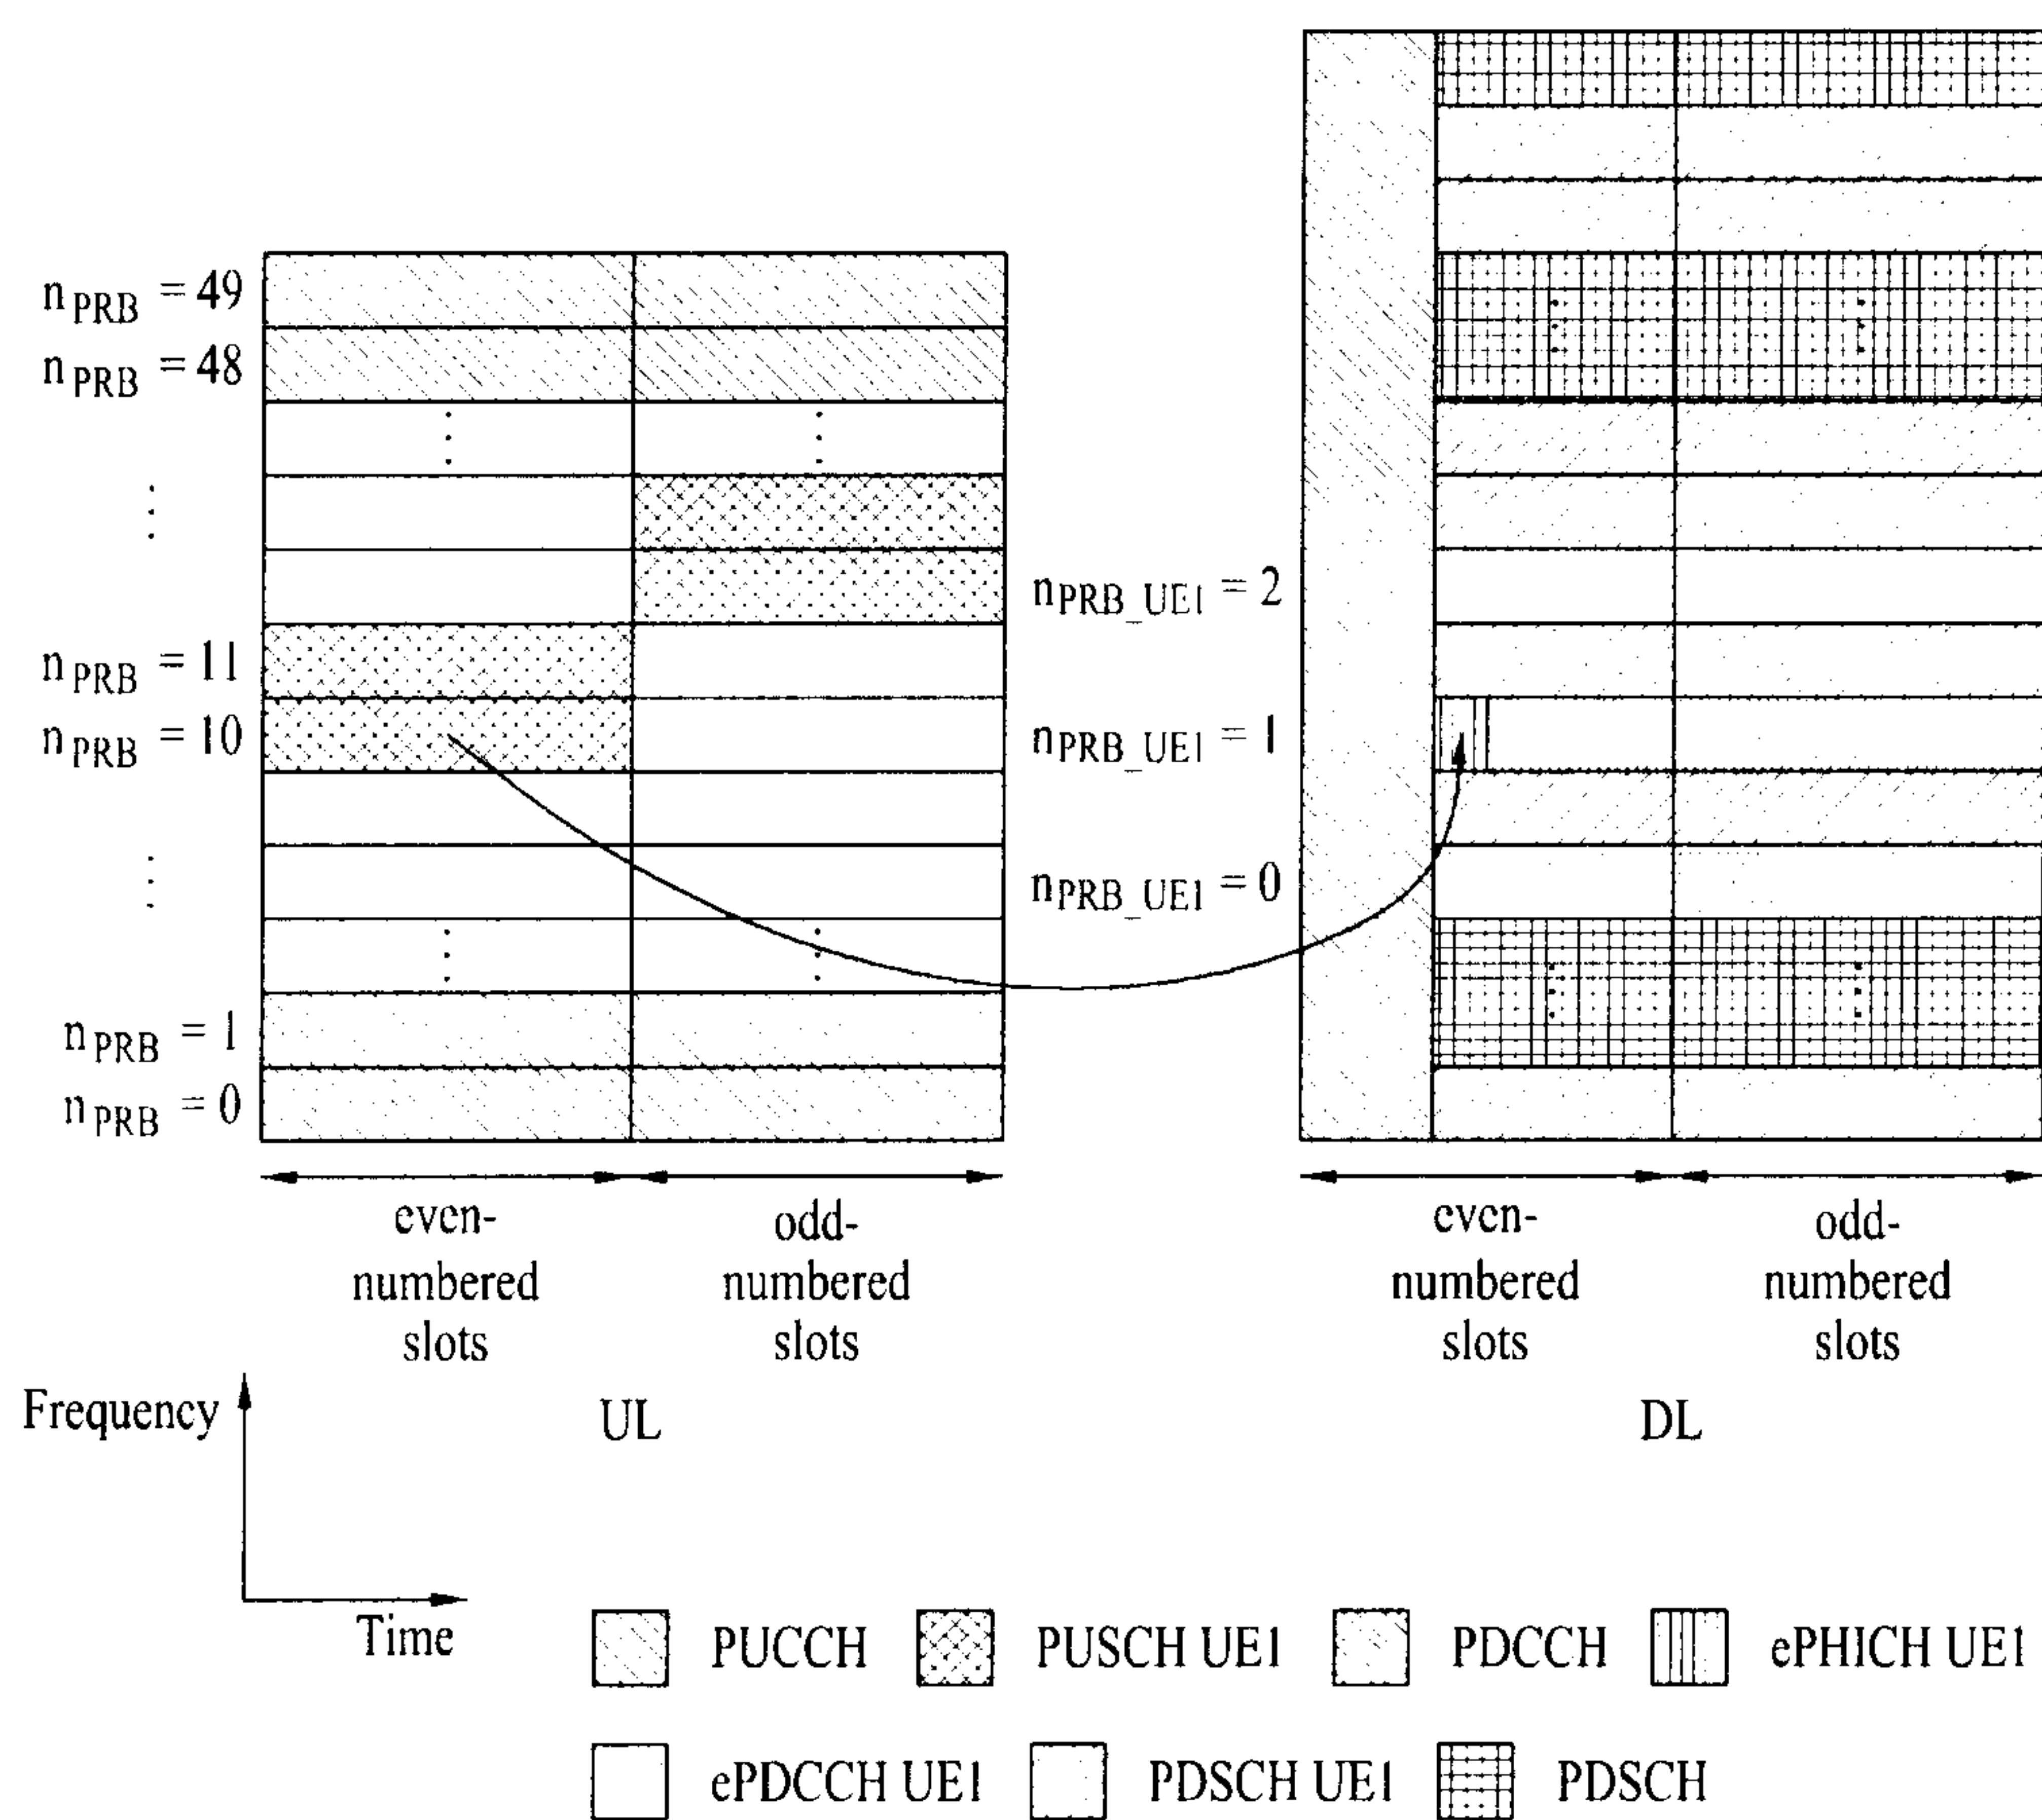 n PRB = 49
n PRB = 48
n PRB = 11
n PRB = 10
n PRB = 1
n PRB = 0
n PRB_UE1 = 2
n PRB_UE1 = 1
n PRB_UE1 = 0
even-
numbered
slots
odd-
numbered
slots
even-
numbered
slots
odd-
numbered
slots
Frequency
Time
UL
DL
PUCCH
PUSCH UE1
PDCCH
ePHICH UE1
ePDCCH UE1
PDSCH UE1
PDSCH